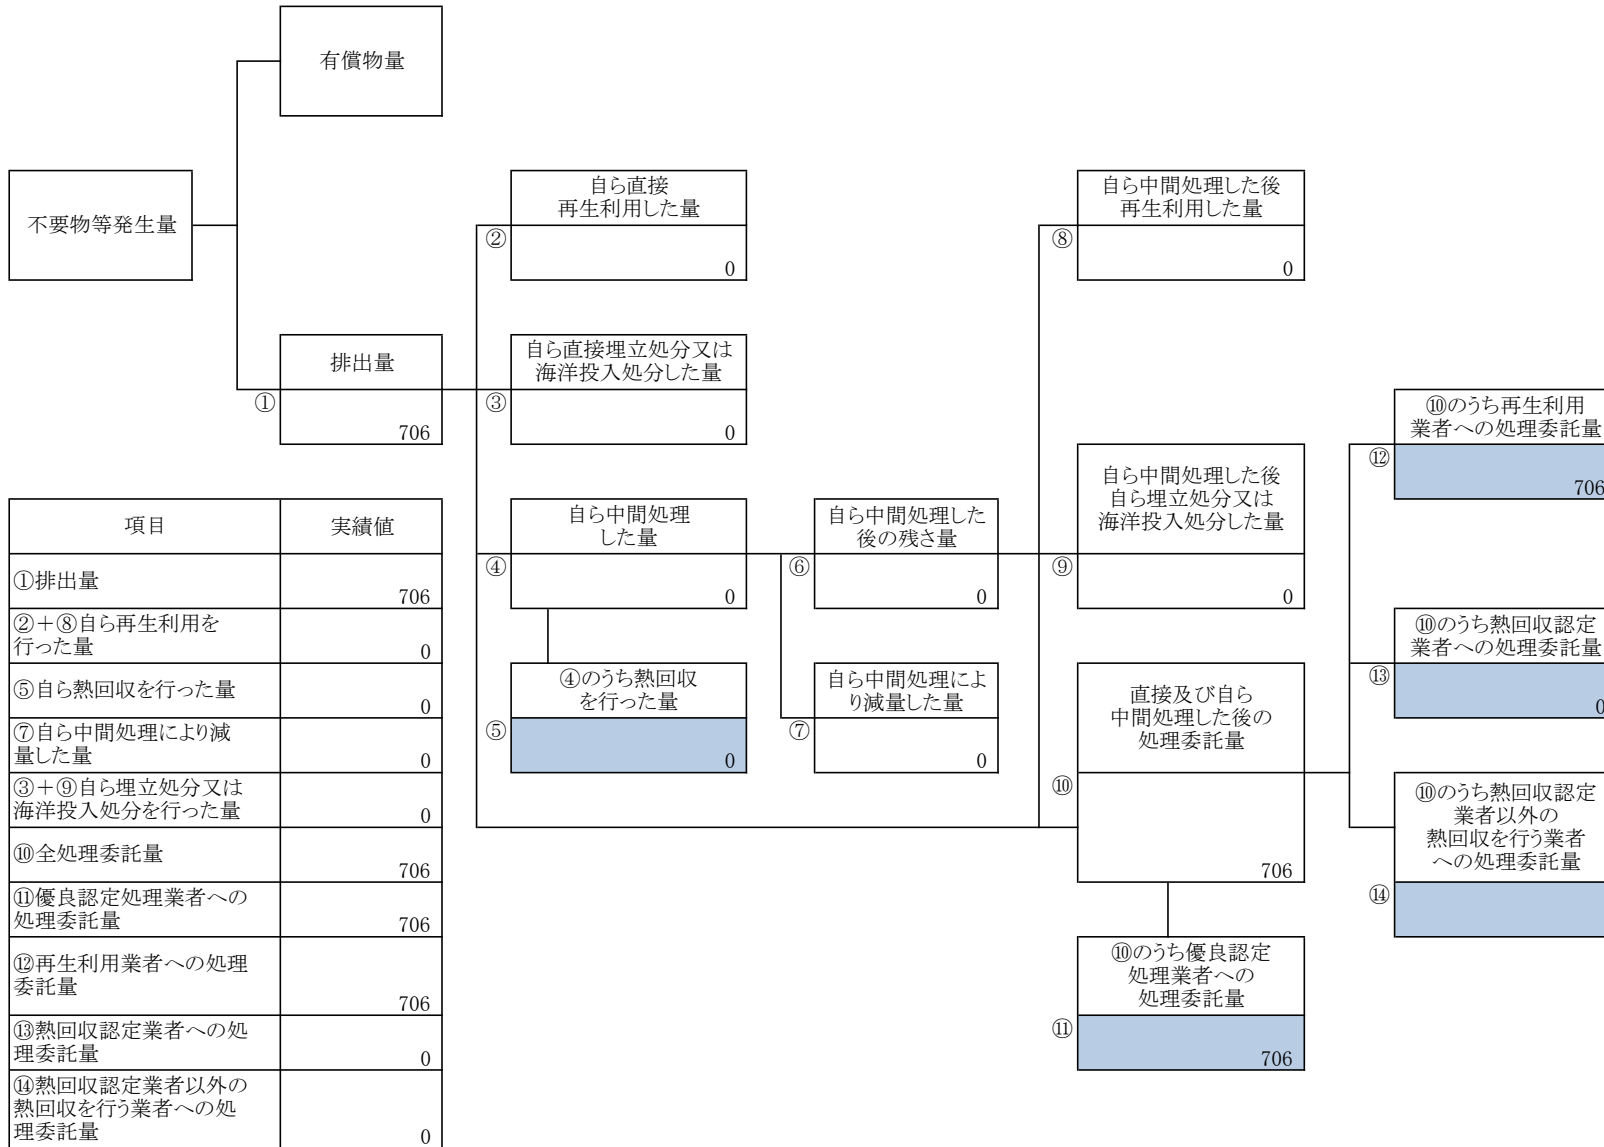 有償物量
不要物等発生量
自ら直接
再生利用した量
②
0
自ら中間処理した後
再生利用した量
⑧
0
排出量
①
706
自ら直接埋立処分又は
海洋投入処分した量
③
0
⑩のうち再生利用
業者への処理委託量
⑫
706
自ら中間処理
した量
④
0
自ら中間処理した
後の残さ量
⑥
0
自ら中間処理した後
自ら埋立処分又は
海洋投入処分した量
⑨
0
⑩のうち熱回収認定
業者への処理委託量
⑬
0
④のうち熱回収
を行った量
⑤
0
自ら中間処理によ
り減量した量
⑦
0
直接及び自ら
中間処理した後の
処理委託量
⑩
706
⑩のうち熱回収認定
業者以外の
熱回収を行う業者
への処理委託量
⑭
⑩のうち優良認定
処理業者への
処理委託量
⑪
706
項目 実績値
①排出量
706
②＋⑧自ら再生利用を
行った量
0
⑤自ら熱回収を行った量
0
⑦自ら中間処理により減
量した量
0
③＋⑨自ら埋立処分又は
海洋投入処分を行った量
0
⑩全処理委託量
706
⑪優良認定処理業者への
処理委託量
706
⑫再生利用業者への処理
委託量
706
⑬熱回収認定業者への処
理委託量
0
⑭熱回収認定業者以外の
熱回収を行う業者への処
理委託量
0